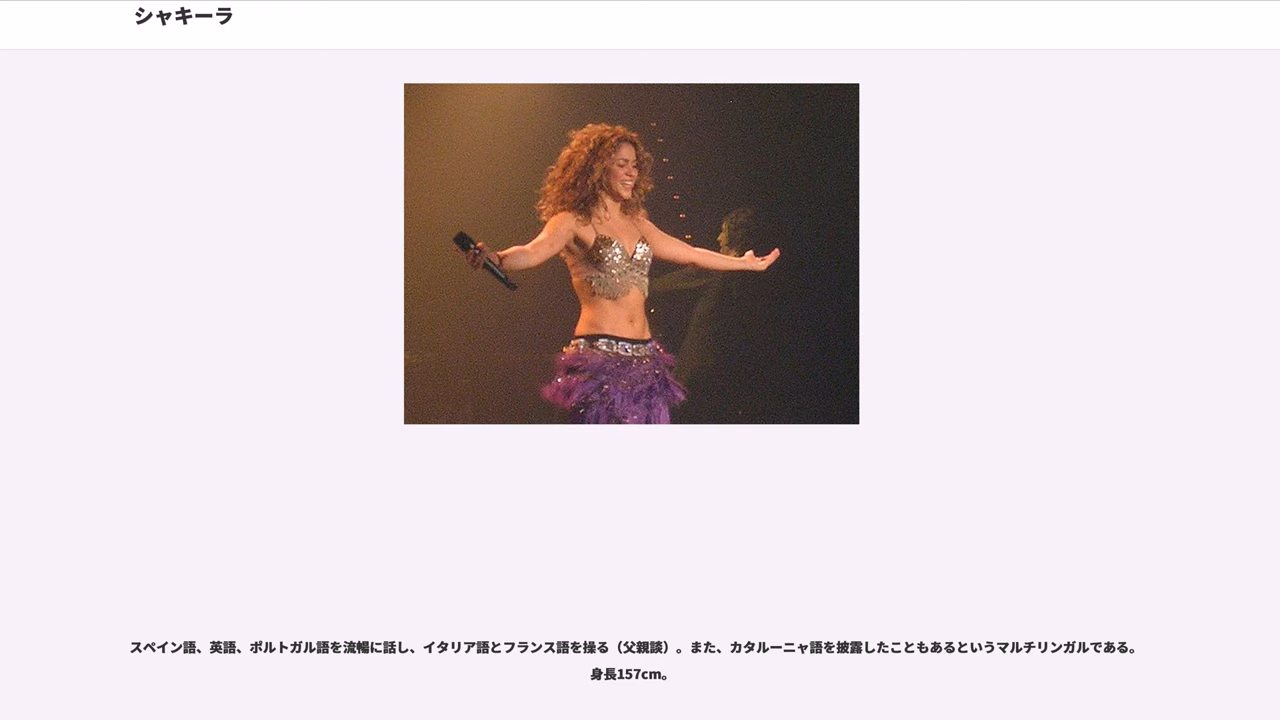 シャキーラ
スペイン語、英語、ポルトガル語を流暢に話し、イタリア語とフランス語を操る（父親談）。また、カタルーニャ語を披露したこともあるというマルチリンガルである。
身長157cm。